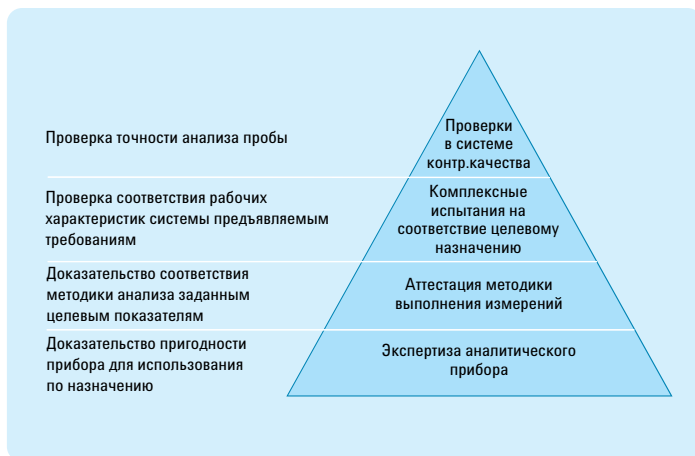 Проверка точности анализа пробы
Проверки
в системе
контр.качества
Проверка соответствия рабочих
характеристик системы предъявляемым
требованиям
Комплексные
испытания на
соответствие целевому
назначению
Доказательство соответствия
методики анализа заданным
целевым показателям
Аттестация методики
выполнения измерений
Доказательство пригодности
прибора для использования
по назначению
Экспертиза аналитического
прибора